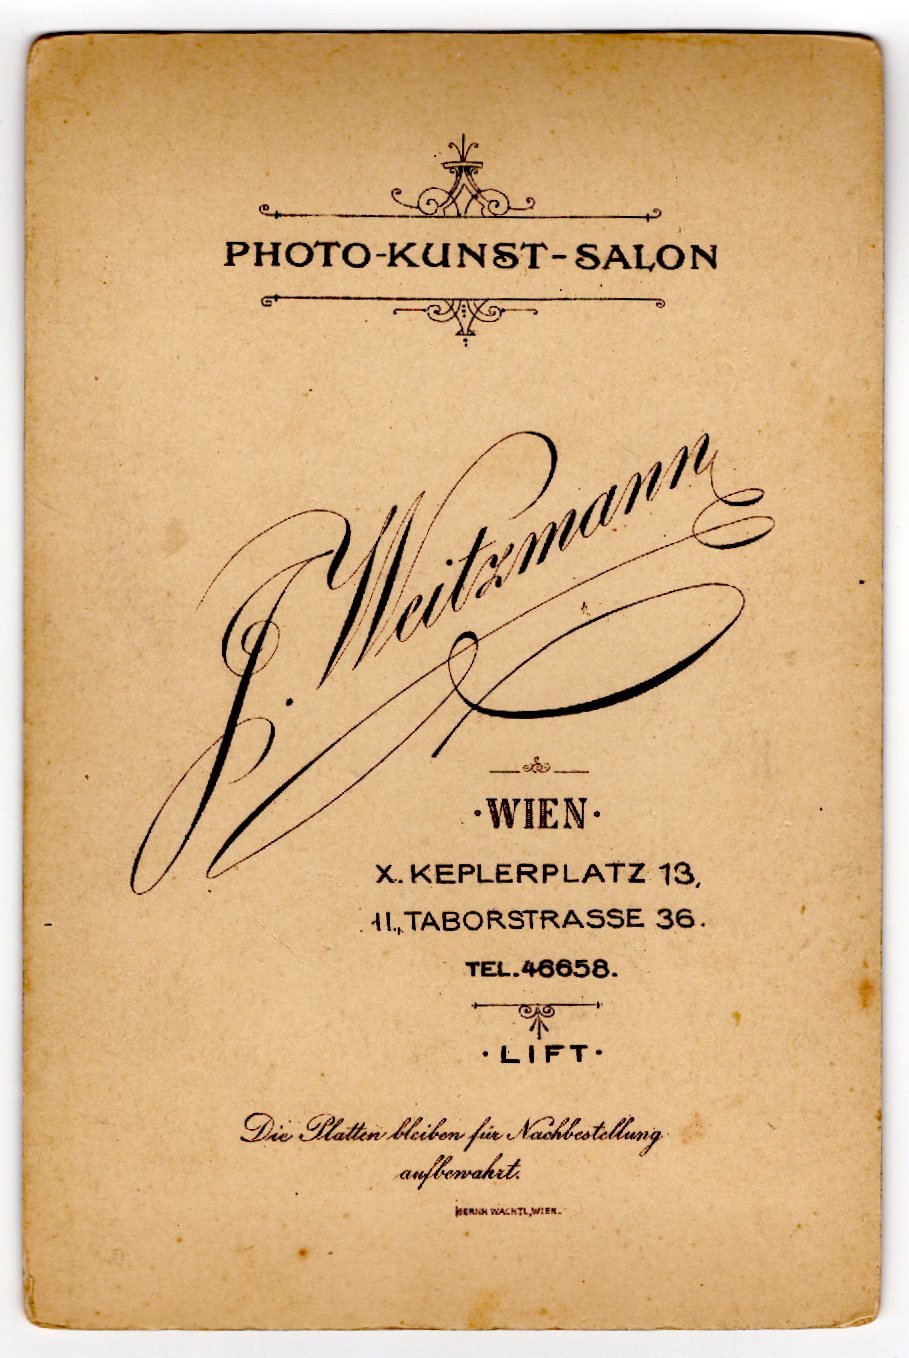 PHOTO-KUNST-SALON
J. Weitzmann
·WIEN·
X. KEPLERPLATZ 13,
II., TABORSTRASSE 36.
TEL. 46658.
·LIFT·
Die Platten bleiben für Nachbestellung
aufbewahrt.
BERNH WACHTL, WIEN.